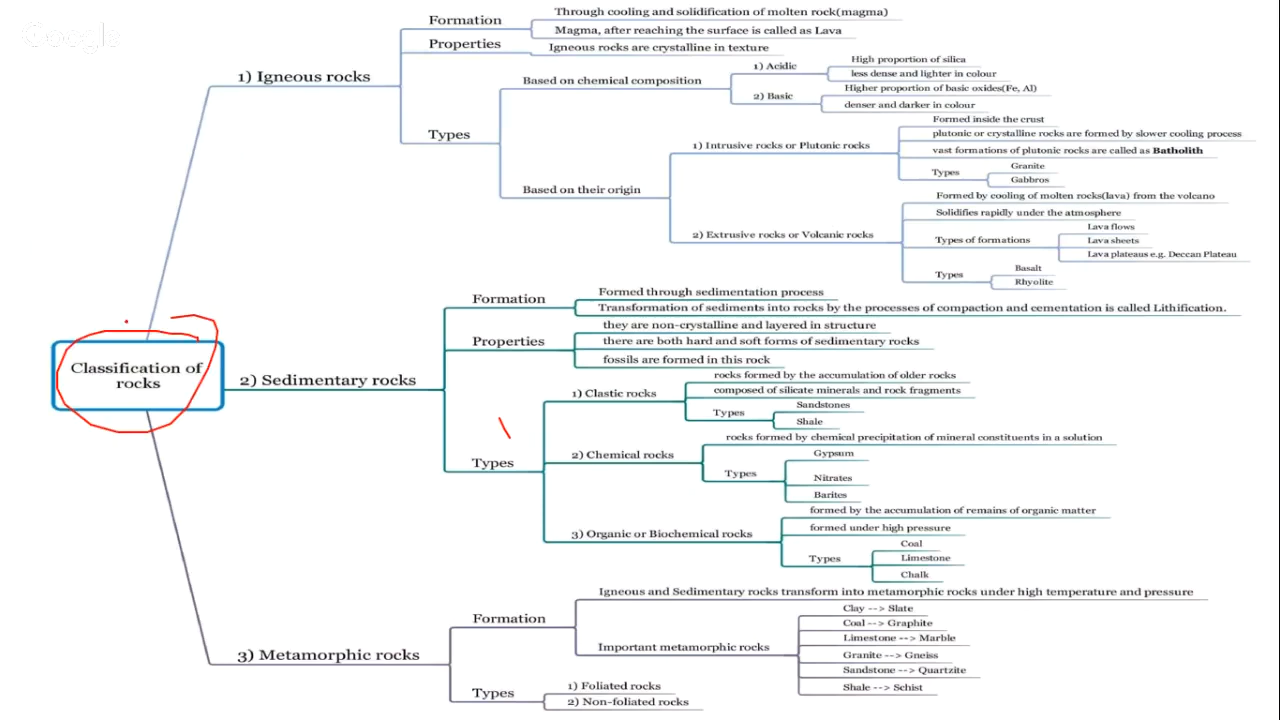 Google
Classification of
rocks
1) Igneous rocks
Formation
Through cooling and solidification of molten rock(magma)
Magma, after reaching the surface is called as Lava
Properties
Igneous rocks are crystalline in texture
Types
Based on chemical composition
1) Acidic
High proportion of silica
less dense and lighter in colour
2) Basic
Higher proportion of basic oxides(Fe, Al)
denser and darker in colour
Based on their origin
1) Intrusive rocks or Plutonic rocks
Formed inside the crust
plutonic or crystalline rocks are formed by slower cooling process
vast formations of plutonic rocks are called as Batholith
Types
Granite
Gabbros
2) Extrusive rocks or Volcanic rocks
Formed by cooling of molten rocks(lava) from the volcano
Solidifies rapidly under the atmosphere
Types of formations
Lava flows
Lava sheets
Lava plateaus e.g. Deccan Plateau
Types
Basalt
Rhyolite
2) Sedimentary rocks
Formation
Formed through sedimentation process
Transformation of sediments into rocks by the processes of compaction and cementation is called Lithification.
Properties
they are non-crystalline and layered in structure
there are both hard and soft forms of sedimentary rocks
fossils are formed in this rock
Types
1) Clastic rocks
rocks formed by the accumulation of older rocks
composed of silicate minerals and rock fragments
Types
Sandstones
Shale
2) Chemical rocks
rocks formed by chemical precipitation of mineral constituents in a solution
Types
Gypsum
Nitrates
Barites
3) Organic or Biochemical rocks
formed by the accumulation of remains of organic matter
formed under high pressure
Types
Coal
Limestone
Chalk
3) Metamorphic rocks
Formation
Igneous and Sedimentary rocks transform into metamorphic rocks under high temperature and pressure
Important metamorphic rocks
Clay --> Slate
Coal --> Graphite
Limestone --> Marble
Granite --> Gneiss
Sandstone --> Quartzite
Shale --> Schist
Types
1) Foliated rocks
2) Non-foliated rocks